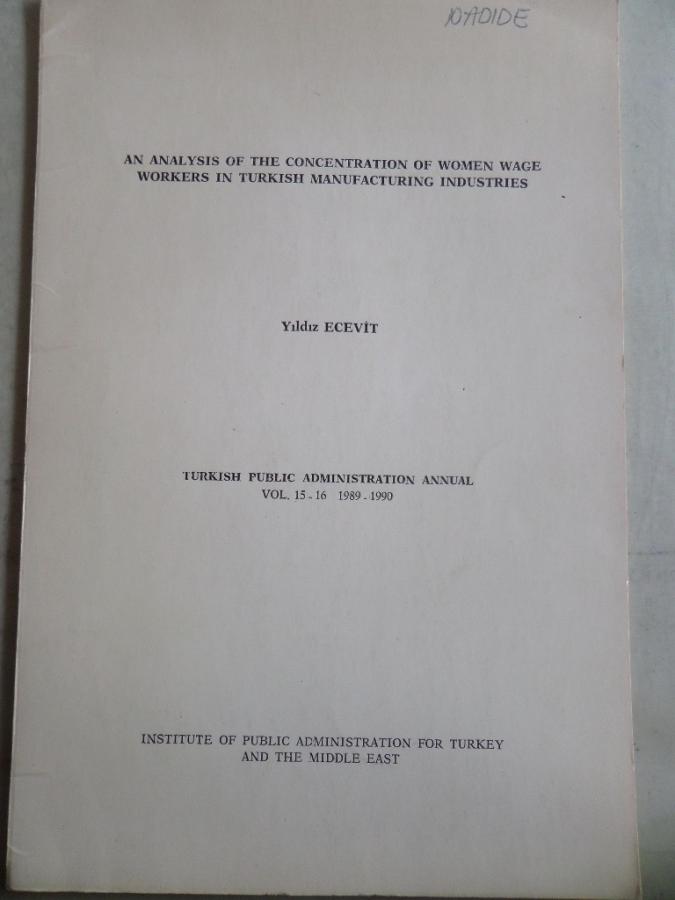 AN ANALYSIS OF THE CONCENTRATION OF WOMEN WAGE
WORKERS IN TURKISH MANUFACTURING INDUSTRIES
Yıldız ECEVİT
TURKISH PUBLIC ADMINISTRATION ANNUAL
VOL. 15 - 16 1989 - 1990
INSTITUTE OF PUBLIC ADMINISTRATION FOR TURKEY
AND THE MIDDLE EAST